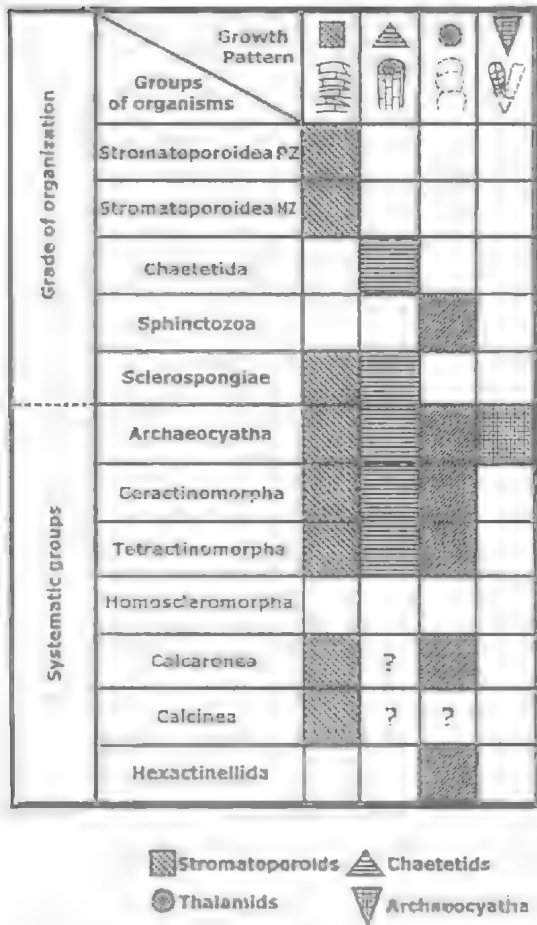 Growth
Pattern
Groups
of organisms
Grade of organization
Stromatoporoidea PZ
Stromatoporoidea MZ
Chaetetida
Sphinctozoa
Sclerospongiae
Systematic groups
Archaeocyatha
Ceractinomorpha
Tetractinomorpha
Homoscleromorpha
Calcaronea ?
Calcinea ? ?
Hexactinellida
Stromatoporoids Chaetetids
Thalamids Archaeocyatha